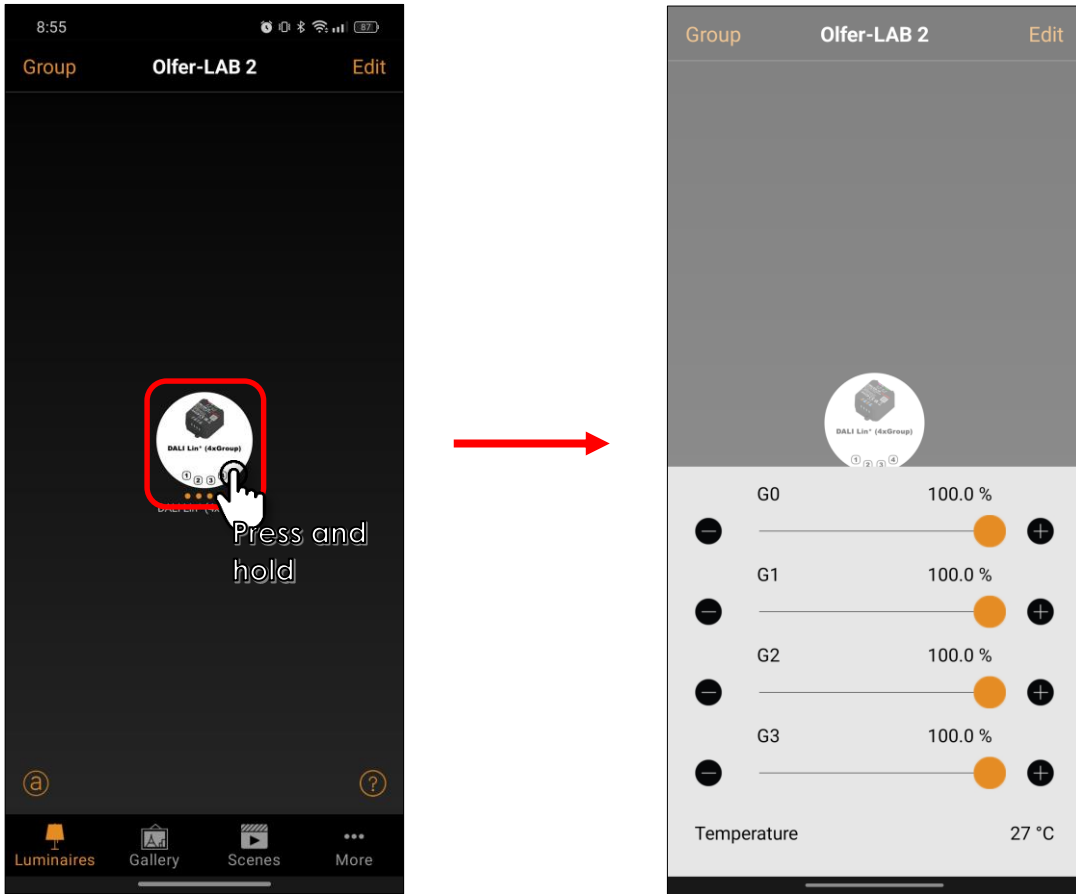 8:55
87
Group Olfer-LAB 2 Edit
DALI Lin* (4xGroup)
1 2 3
Press and
hold
a ?
Luminaires Gallery Scenes More
Group Olfer-LAB 2 Edit
DALI Lin* (4xGroup)
1 2 3 4
G0 100.0 %
G1 100.0 %
G2 100.0 %
G3 100.0 %
Temperature 27 °C